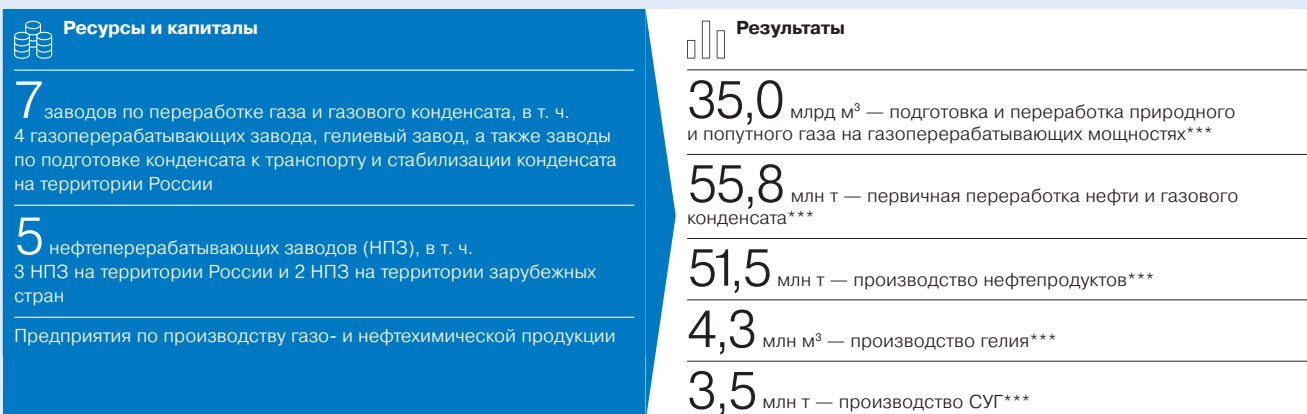 Ресурсы и капиталы
7 заводов по переработке газа и газового конденсата, в т. ч.
4 газоперерабатывающих завода, гелиевый завод, а также заводы
по подготовке конденсата к транспорту и стабилизации конденсата
на территории России
5 нефтеперерабатывающих заводов (НПЗ), в т. ч.
3 НПЗ на территории России и 2 НПЗ на территории зарубежных
стран
Предприятия по производству газо- и нефтехимической продукции
Результаты
35,0 млрд м³ — подготовка и переработка природного
и попутного газа на газоперерабатывающих мощностях***
55,8 млн т — первичная переработка нефти и газового
конденсата***
51,5 млн т — производство нефтепродуктов***
4,3 млн м³ — производство гелия***
3,5 млн т — производство СУГ***